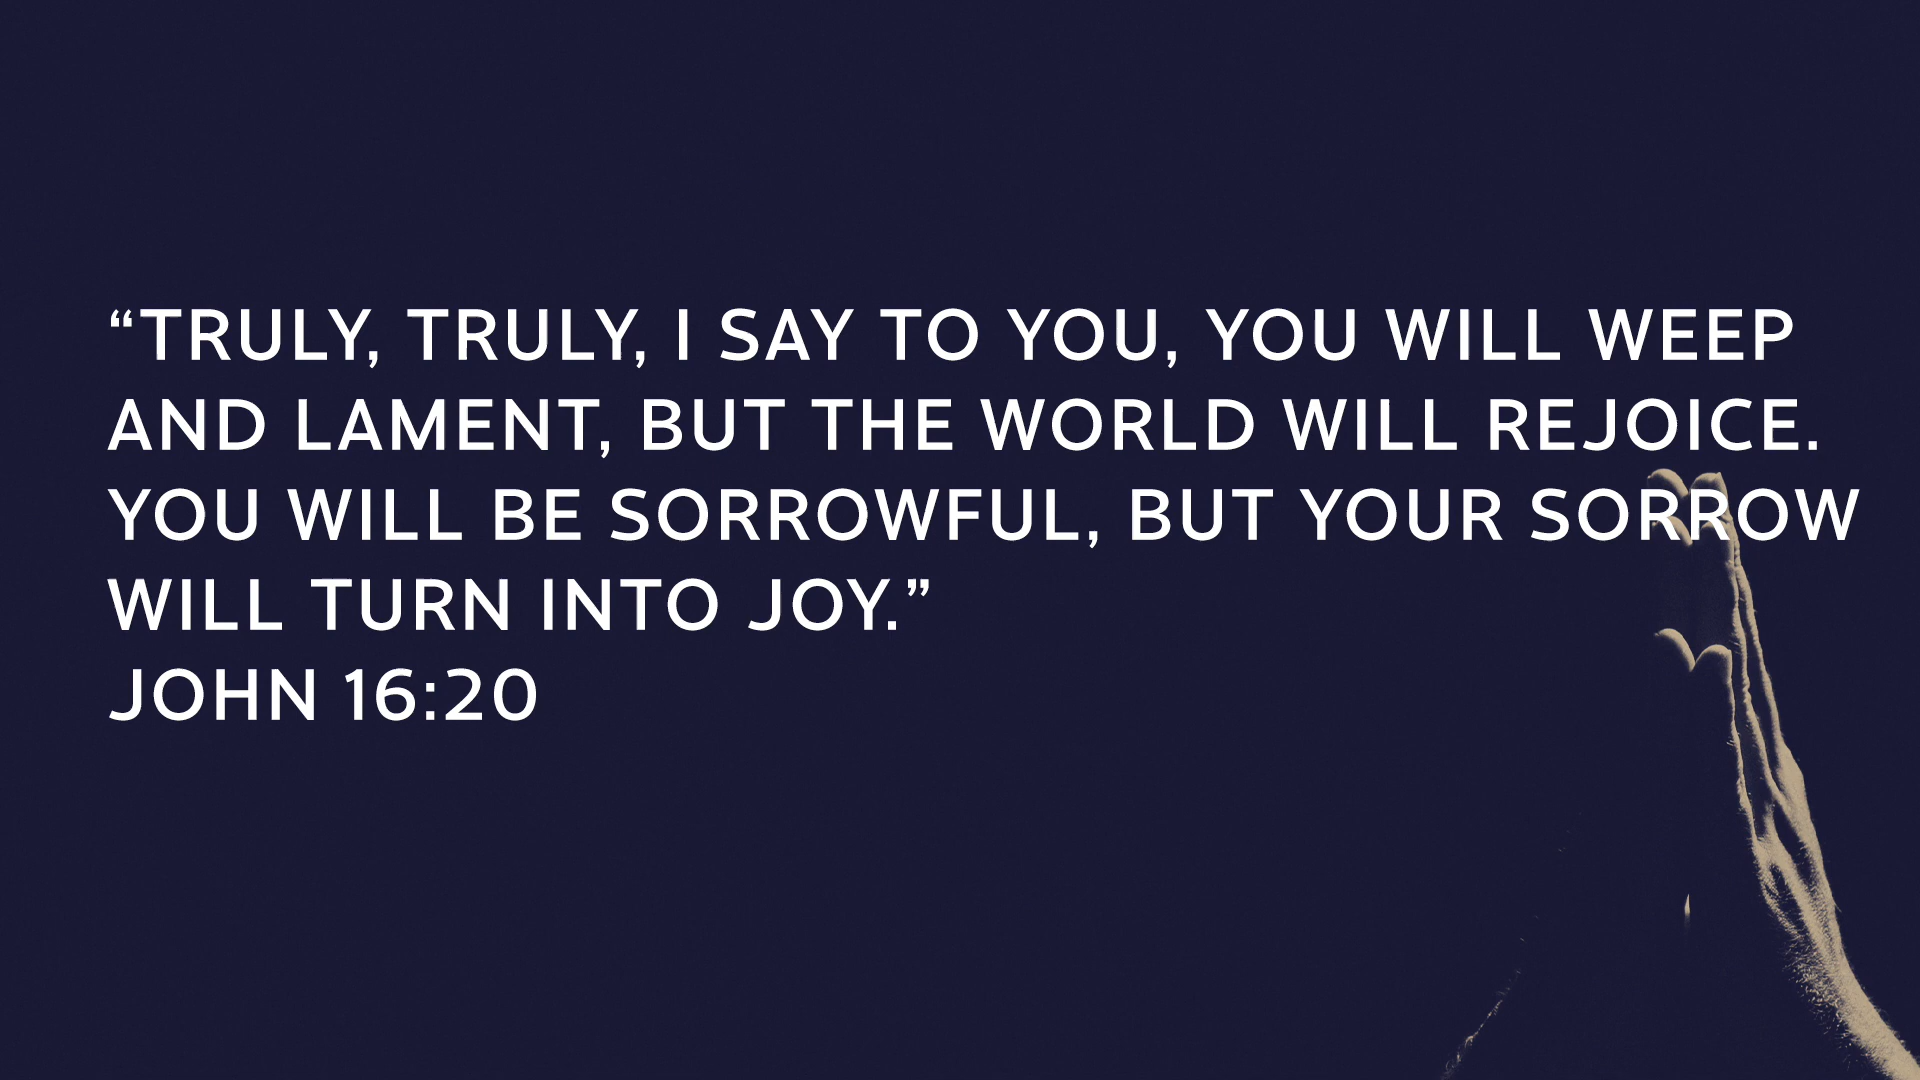 “TRULY, TRULY, I SAY TO YOU, YOU WILL WEEP
AND LAMENT, BUT THE WORLD WILL REJOICE.
YOU WILL BE SORROWFUL, BUT YOUR SORROW
WILL TURN INTO JOY.”
JOHN 16:20